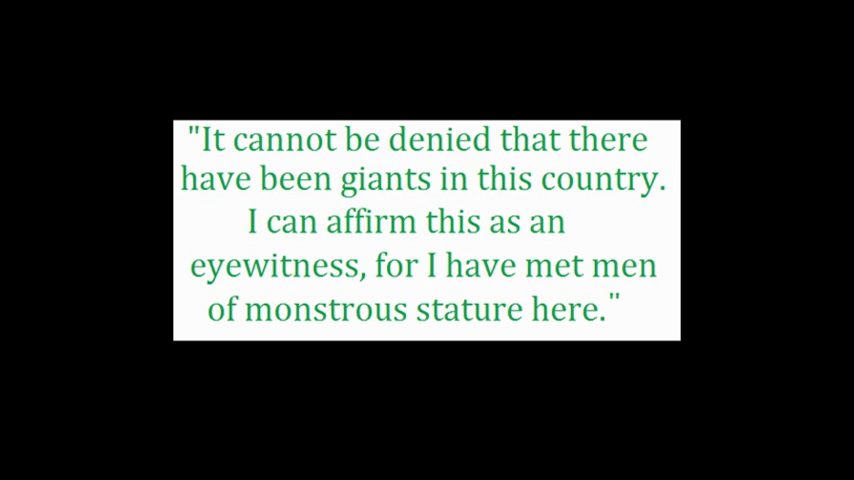 "It cannot be denied that there
have been giants in this country.
I can affirm this as an
eyewitness, for I have met men
of monstrous stature here."